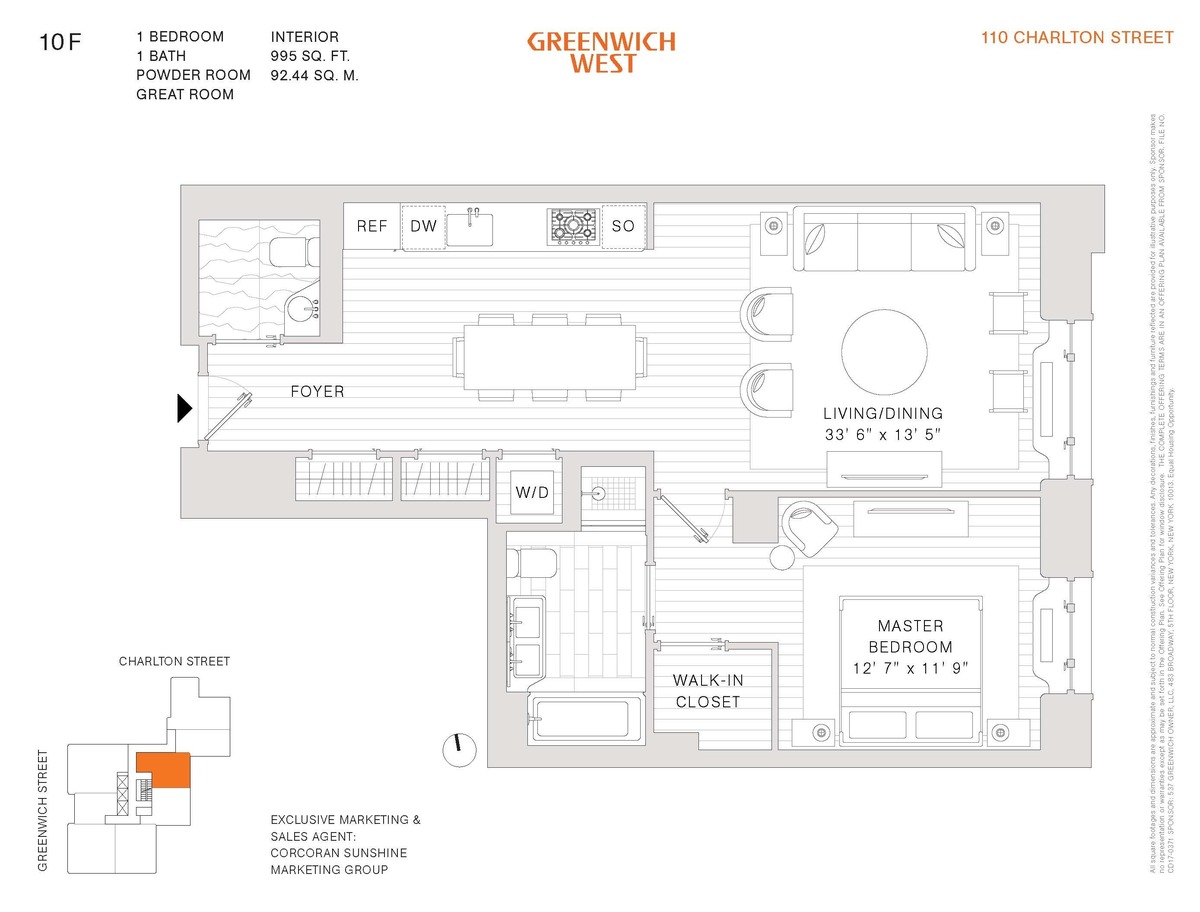 10 F
1 BEDROOM
1 BATH
POWDER ROOM
GREAT ROOM
INTERIOR
995 SQ. FT.
92.44 SQ. M.
GREENWICH
WEST
110 CHARLTON STREET
REF
DW
SO
FOYER
LIVING/DINING
33' 6" x 13' 5"
W/D
MASTER
BEDROOM
12' 7" x 11' 9"
WALK-IN
CLOSET
CHARLTON STREET
GREENWICH STREET
EXCLUSIVE MARKETING &
SALES AGENT:
CORCORAN SUNSHINE
MARKETING GROUP
All square footages and dimensions are approximate and subject to normal construction variances and tolerances. Any decorations, finishes, furnishings and furniture reflected are provided for illustrative purposes only. Sponsor makes
no representation or warranties except as may be set forth in the Offering Plan. See Offering Plan for window disclosure. THE COMPLETE OFFERING TERMS ARE IN AN OFFERING PLAN AVAILABLE FROM SPONSOR. FILE NO.
CD17-0371 SPONSOR: 537 GREENWICH OWNER, LLC, 483 BROADWAY, 5TH FLOOR, NEW YORK, NEW YORK 10013. Equal Housing Opportunity.